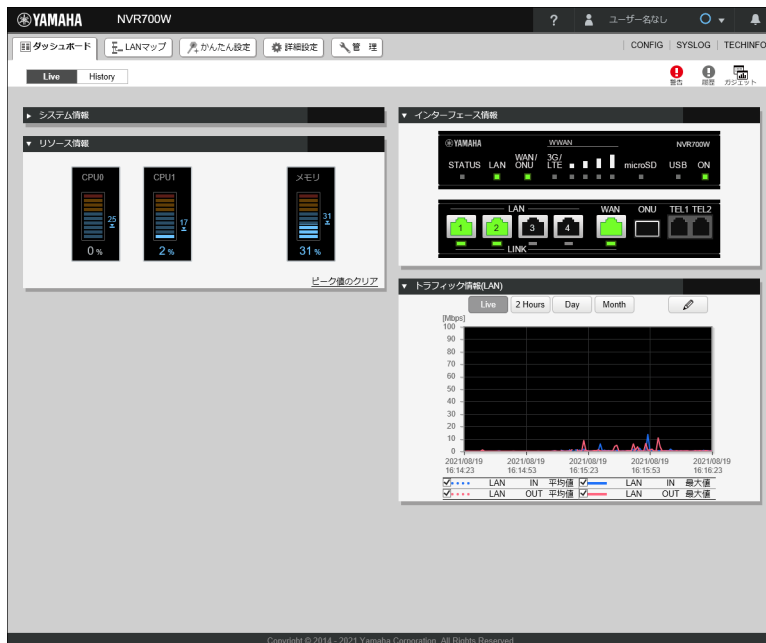 YAMAHA NVR700W ? ユーザー名なし
ダッシュボード LANマップ かんたん設定 詳細設定 管 理 CONFIG SYSLOG TECHINFO
Live History 警告 履歴 ガジェット
システム情報
リソース情報
CPU0 CPU1 メモリ
25 17 31
0 % 2 % 31 %
ピーク値のクリア
インターフェース情報
YAMAHA WWAN NVR700W
STATUS LAN WAN/ONU 3G/LTE microSD USB ON
LAN WAN ONU TEL1 TEL2
1 2 3 4
LINK
トラフィック情報(LAN)
Live 2 Hours Day Month
[Mbps]
100
90
80
70
60
50
40
30
20
10
0
2021/08/19 2021/08/19 2021/08/19 2021/08/19 2021/08/19
16:14:23 16:14:53 16:15:23 16:15:53 16:16:23
LAN IN 平均値 LAN IN 最大値
LAN OUT 平均値 LAN OUT 最大値
Copyright © 2014 - 2021 Yamaha Corporation. All Rights Reserved.